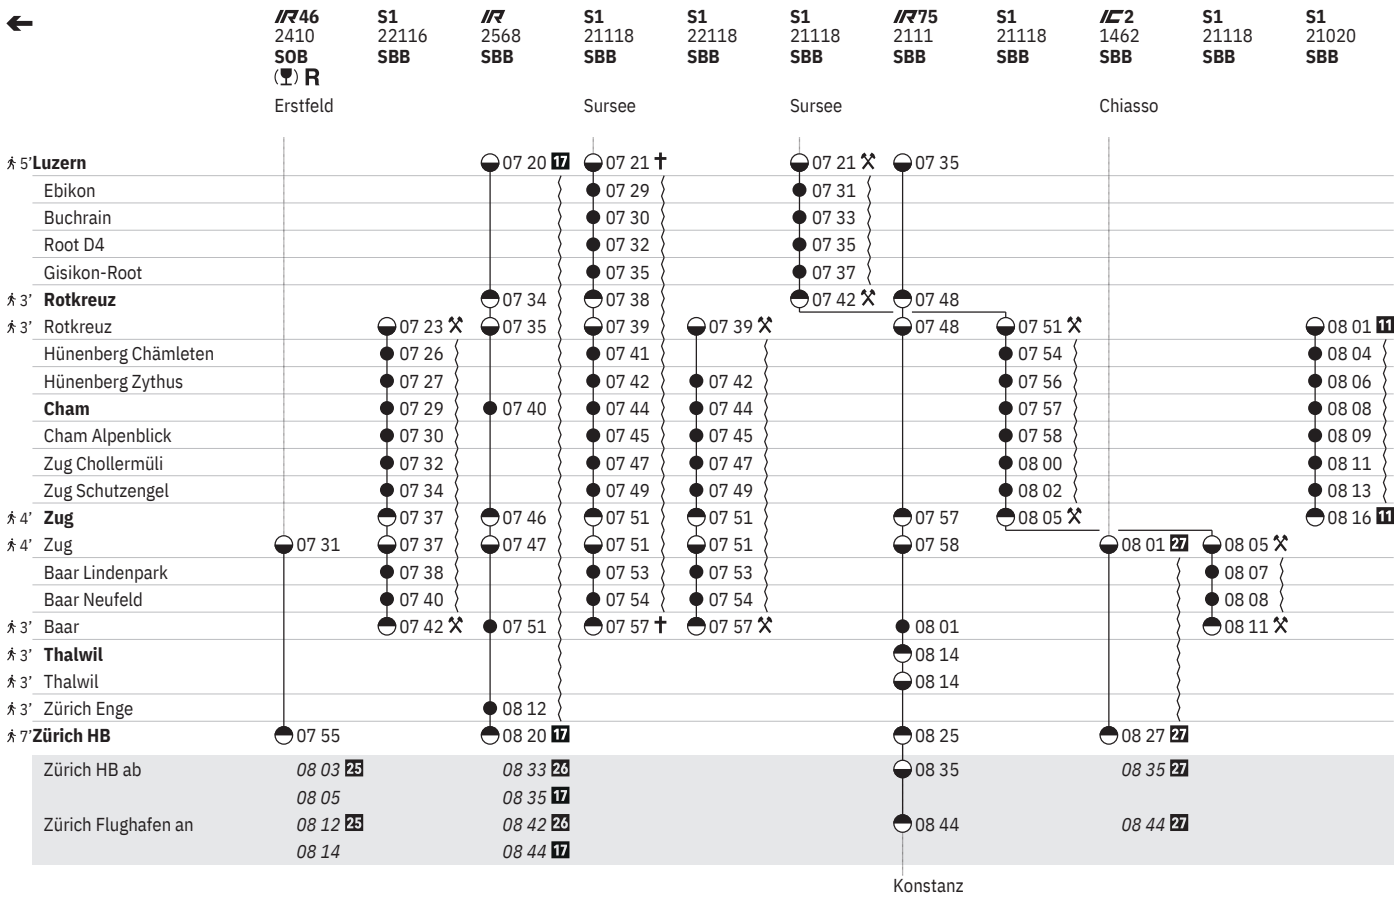 IR46 S1 IR S1 S1 S1 IR75 S1 IC2 S1 S1
2410 22116 2568 21118 22118 21118 2111 21118 1462 21118 21020
SOB SBB SBB SBB SBB SBB SBB SBB SBB SBB SBB
R
Erstfeld Sursee Sursee Chiasso
5’ Luzern 07 20 17 07 21 07 21 07 35
Ebikon 07 29 07 31
Buchrain 07 30 07 33
Root D4 07 32 07 35
Gisikon-Root 07 35 07 37
3’ Rotkreuz 07 34 07 38 07 42 07 48
3’ Rotkreuz 07 23 07 35 07 39 07 39 07 48 07 51 08 01 11
Hünenberg Chämleten 07 26 07 41 07 54 08 04
Hünenberg Zythus 07 27 07 42 07 42 07 56 08 06
Cham 07 29 07 40 07 44 07 44 07 57 08 08
Cham Alpenblick 07 30 07 45 07 45 07 58 08 09
Zug Chollermüli 07 32 07 47 07 47 08 00 08 11
Zug Schutzengel 07 34 07 49 07 49 08 02 08 13
4’ Zug 07 37 07 46 07 51 07 51 07 57 08 05 08 16 11
4’ Zug 07 31 07 37 07 47 07 51 07 51 07 58 08 01 27 08 05
Baar Lindenpark 07 38 07 53 07 53 08 07
Baar Neufeld 07 40 07 54 07 54 08 08
3’ Baar 07 42 07 51 07 57 07 57 08 01 08 11
3’ Thalwil 08 14
3’ Thalwil 08 14
3’ Zürich Enge 08 12
7’ Zürich HB 07 55 08 20 17 08 25 08 27 27
Zürich HB ab 08 03 25 08 33 26 08 35 08 35 27
08 05 08 35 17
Zürich Flughafen an 08 12 25 08 42 26 08 44 08 44 27
08 14 08 44 17
Konstanz